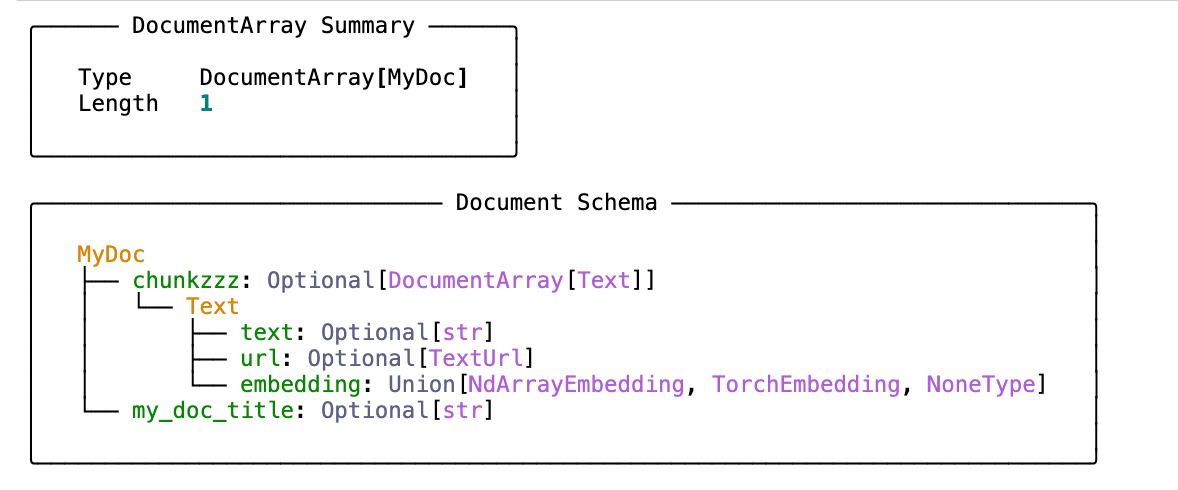 DocumentArray Summary
Type DocumentArray[MyDoc]
Length 1
Document Schema
MyDoc
chunkzzz: Optional[DocumentArray[Text]]
Text
text: Optional[str]
url: Optional[TextUrl]
embedding: Union[NdArrayEmbedding, TorchEmbedding, NoneType]
my_doc_title: Optional[str]